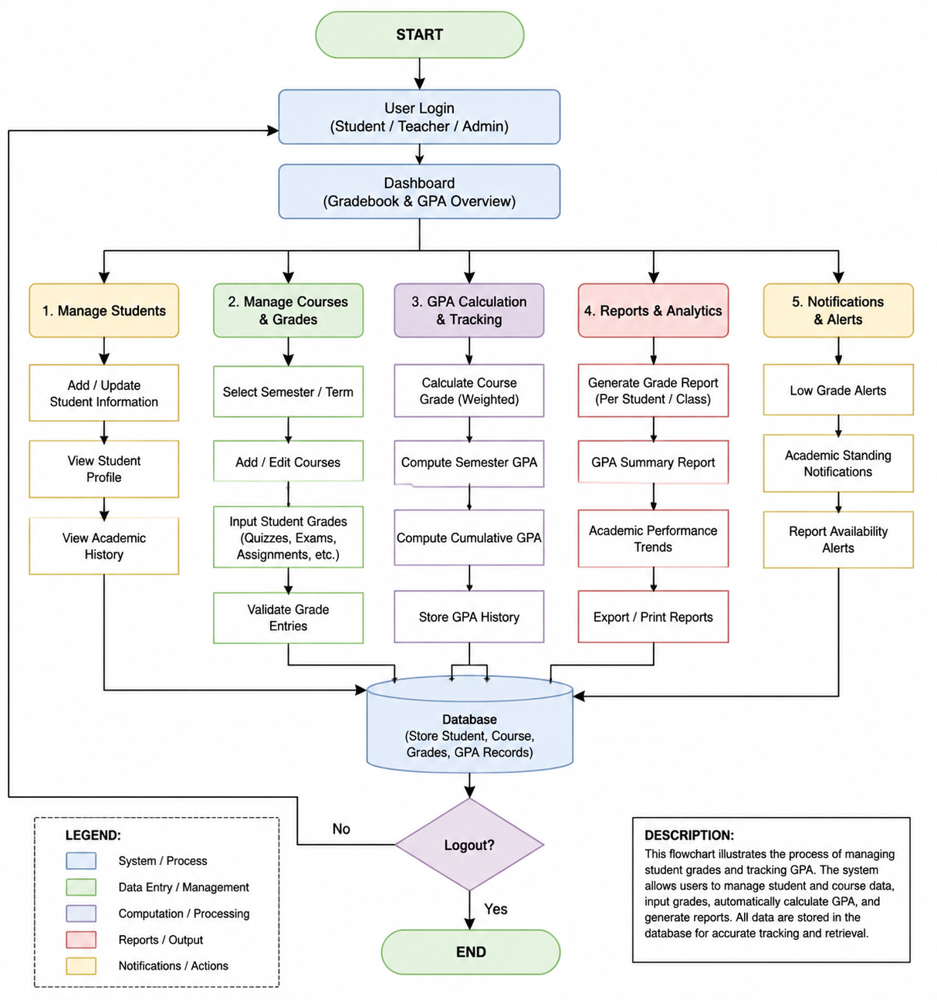 START
User Login
(Student / Teacher / Admin)
Dashboard
(Gradebook & GPA Overview)
1. Manage Students
2. Manage Courses
& Grades
3. GPA Calculation
& Tracking
4. Reports & Analytics
5. Notifications
& Alerts
Add / Update
Student Information
View Student
Profile
View Academic
History
Select Semester / Term
Add / Edit Courses
Input Student Grades
(Quizzes, Exams,
Assignments, etc.)
Validate Grade
Entries
Calculate Course
Grade (Weighted)
Compute Semester GPA
Compute Cumulative GPA
Store GPA History
Generate Grade Report
(Per Student / Class)
GPA Summary Report
Academic Performance
Trends
Export / Print Reports
Low Grade Alerts
Academic Standing
Notifications
Report Availability
Alerts
Database
(Store Student, Course,
Grades, GPA Records)
Logout?
No
Yes
END
LEGEND:
System / Process
Data Entry / Management
Computation / Processing
Reports / Output
Notifications / Actions
DESCRIPTION:
This flowchart illustrates the process of managing
student grades and tracking GPA. The system
allows users to manage student and course data,
input grades, automatically calculate GPA, and
generate reports. All data are stored in the
database for accurate tracking and retrieval.